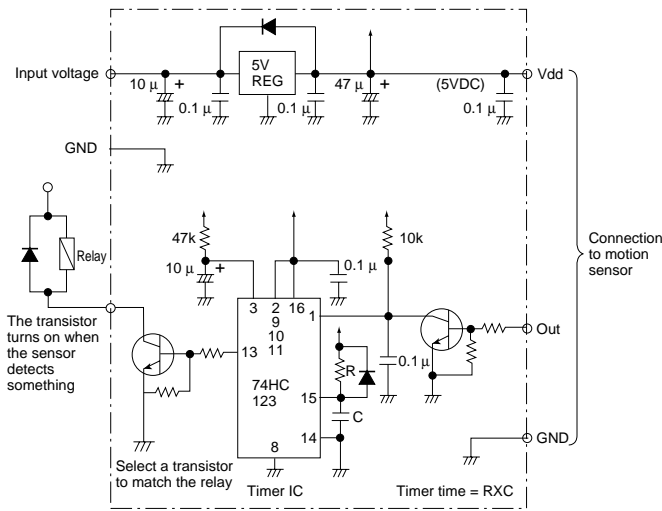 Input voltage
10 μ
+
0.1 μ
5V
REG
0.1 μ
47 μ
+
(5VDC)
0.1 μ
Vdd
GND
Relay
47k
10 μ
+
0.1 μ
10k
Connection
to motion
sensor
3
2
16
9
10
11
1
13
74HC
123
15
14
8
R
C
0.1 μ
Out
GND
The transistor
turns on when
the sensor
detects
something
Select a transistor
to match the relay
Timer IC
Timer time = RXC